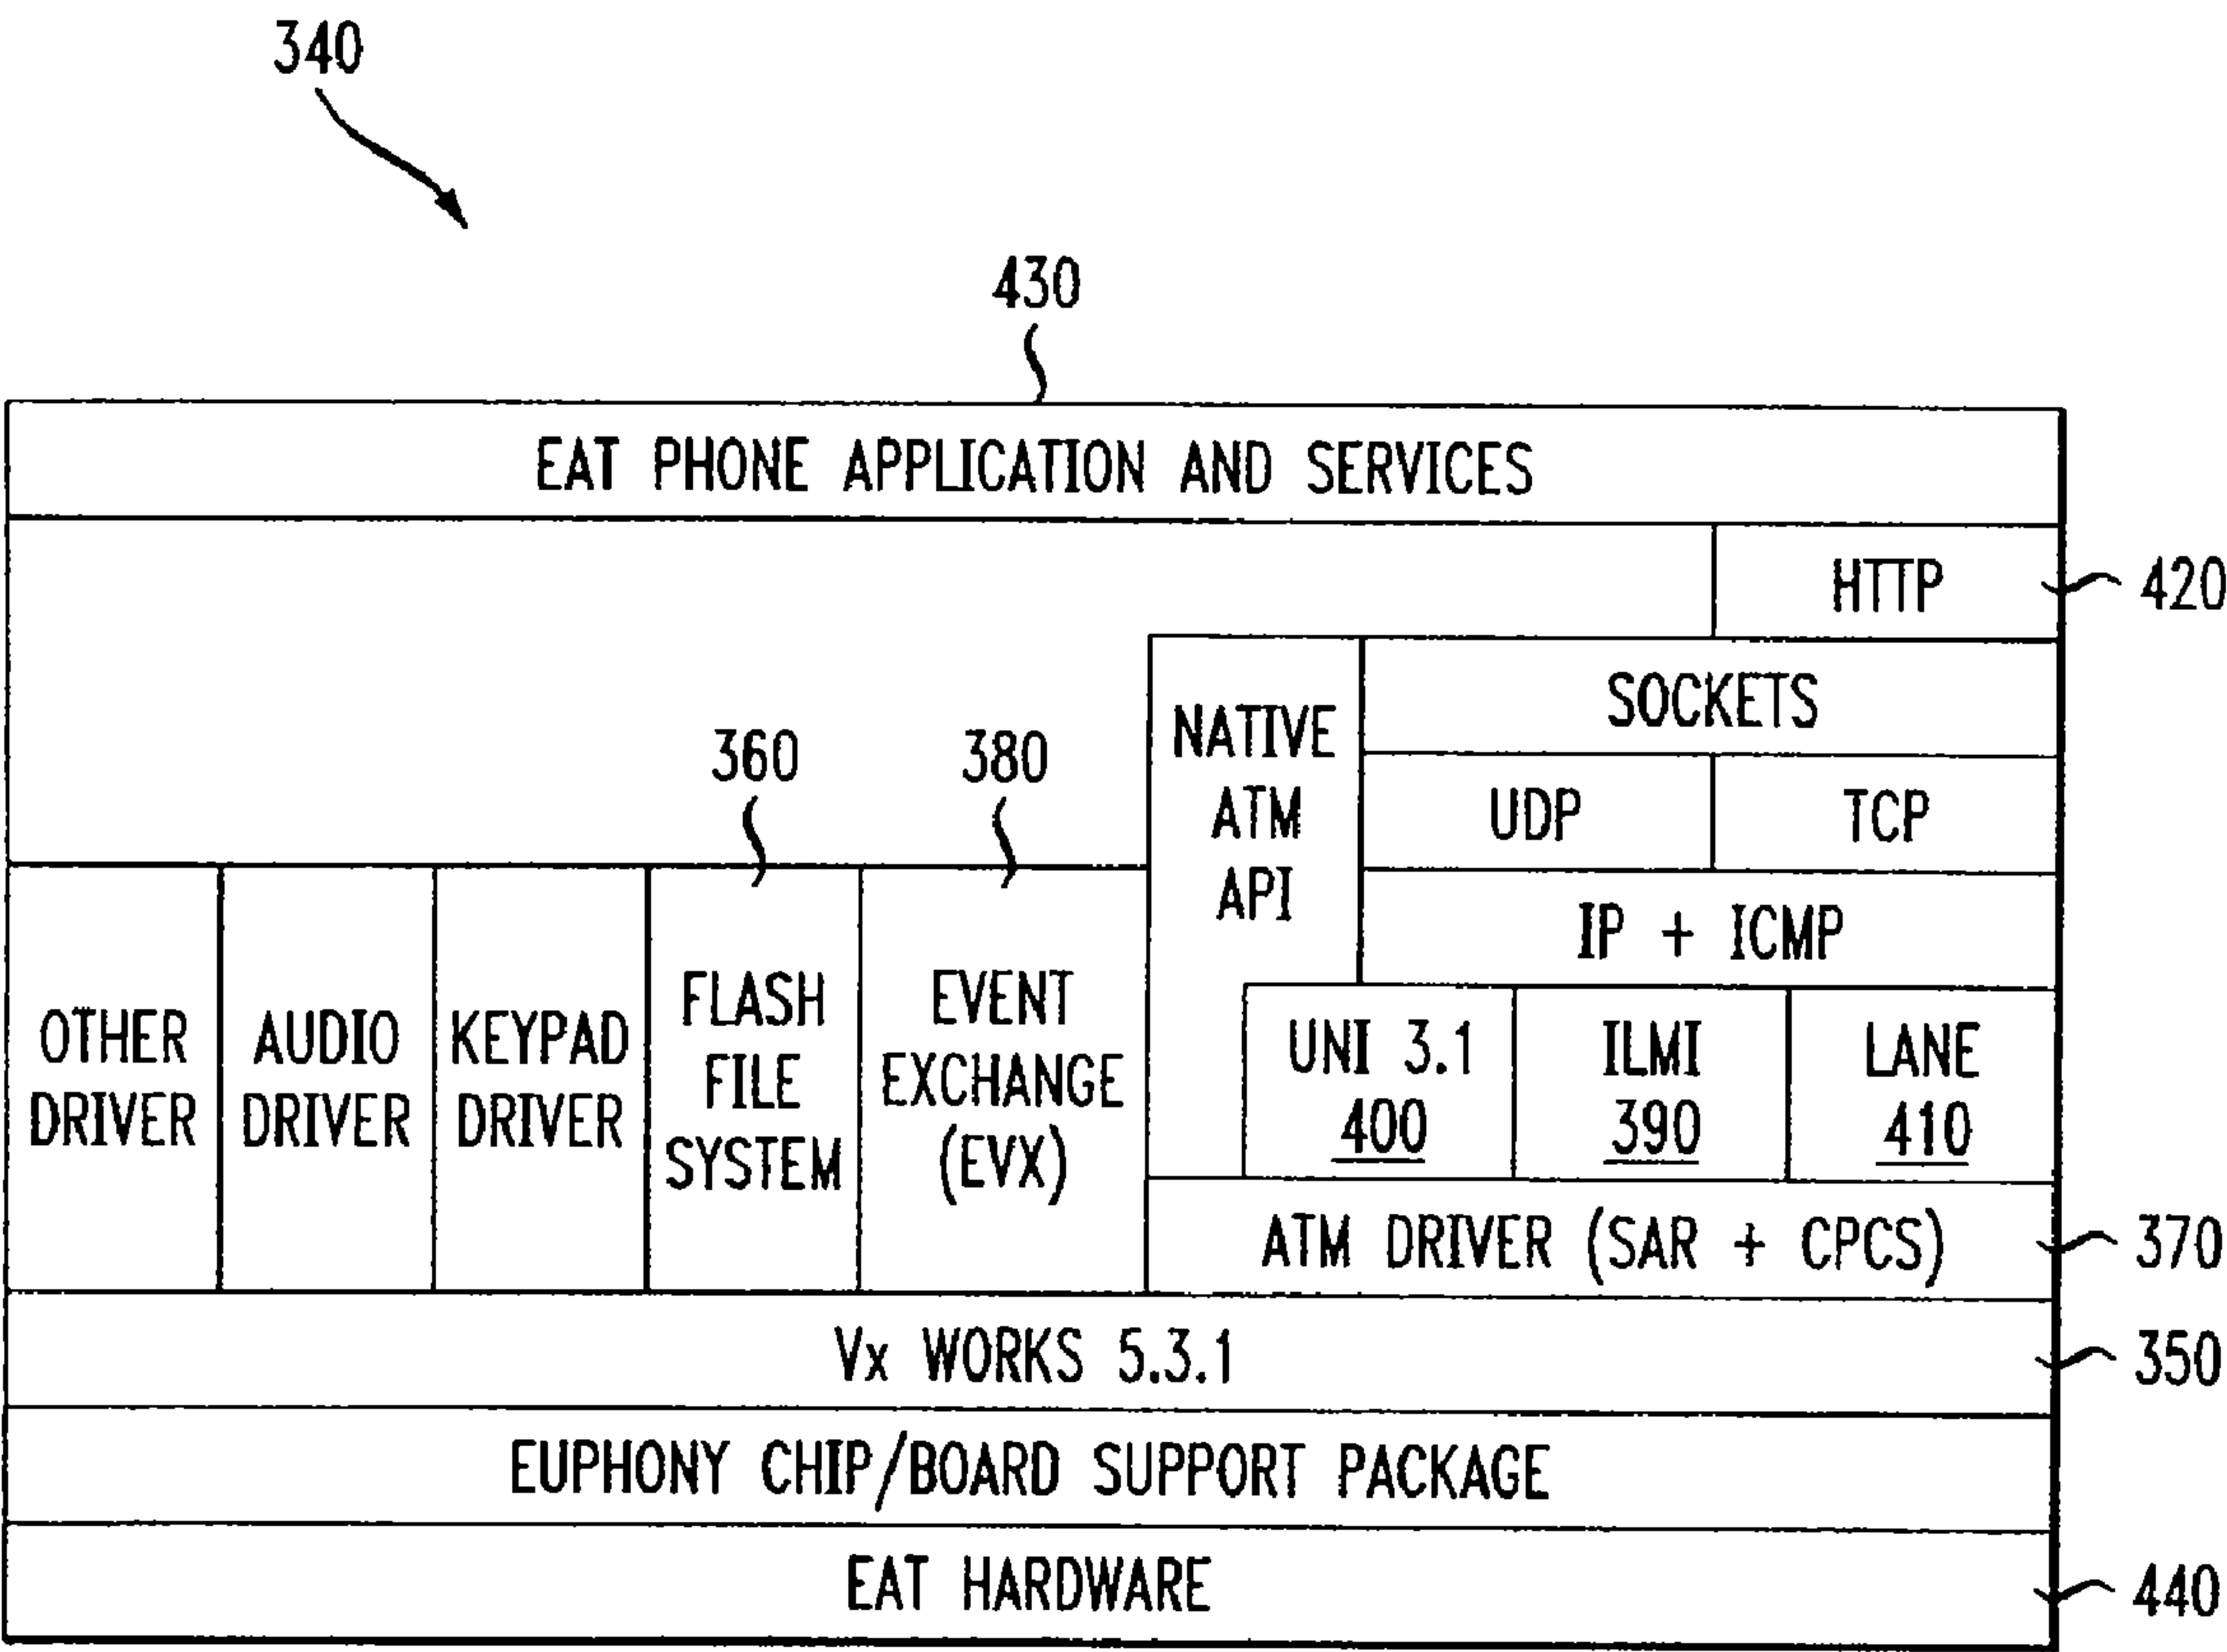 340
430
EAT PHONE APPLICATION AND SERVICES
HTTP
420
SOCKETS
NATIVE
ATM
API
360
380
UDP
TCP
IP + ICMP
OTHER
DRIVER
AUDIO
DRIVER
KEYPAD
DRIVER
FLASH
FILE
SYSTEM
EVENT
EXCHANGE
(EVX)
UNI 3.1
400
ILMI
390
LANE
410
ATM DRIVER (SAR + CPCS)
370
Vx WORKS 5.3.1
350
EUPHONY CHIP/BOARD SUPPORT PACKAGE
EAT HARDWARE
440